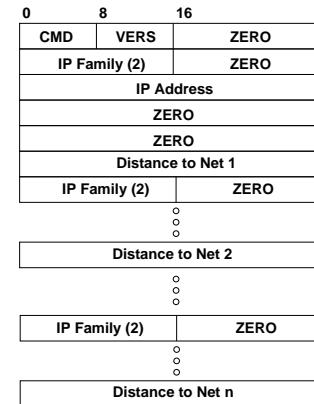 0 8 16
CMD VERS ZERO
IP Family (2) ZERO
IP Address
ZERO
ZERO
Distance to Net 1
IP Family (2) ZERO
Distance to Net 2
IP Family (2) ZERO
Distance to Net n